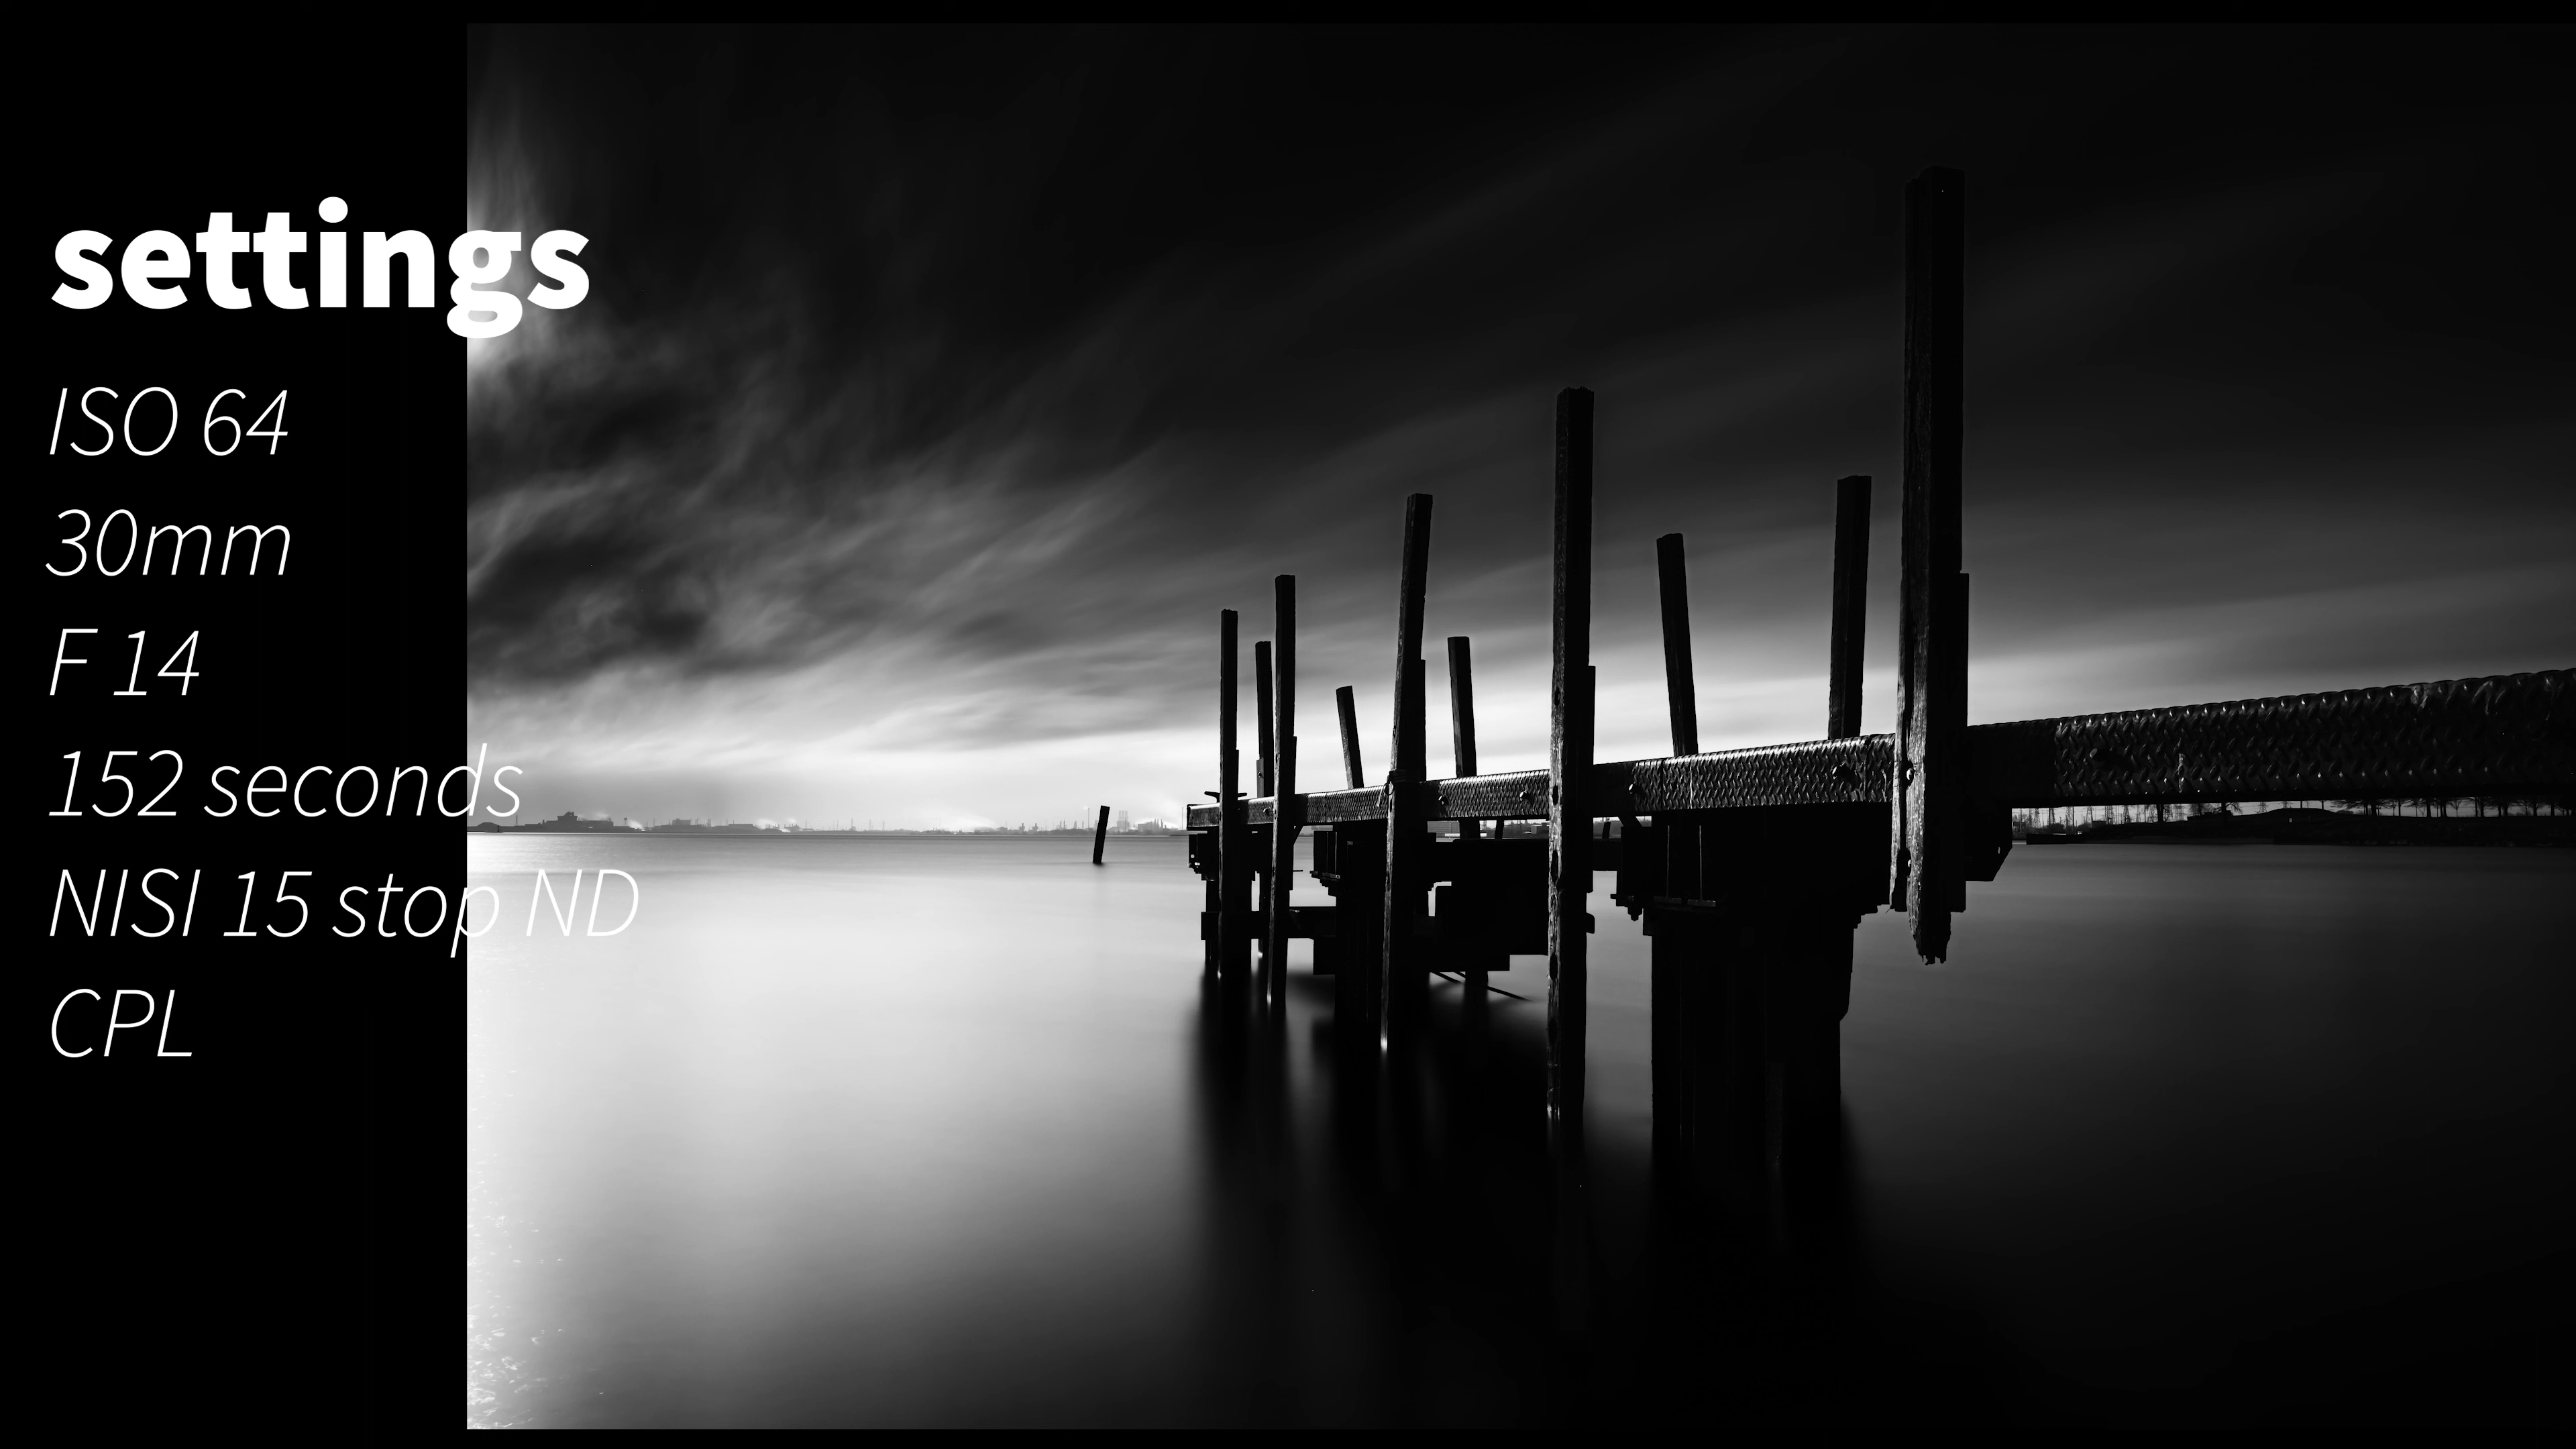 settings
ISO 64
30mm
F 14
152 seconds
NISI 15 stop ND
CPL